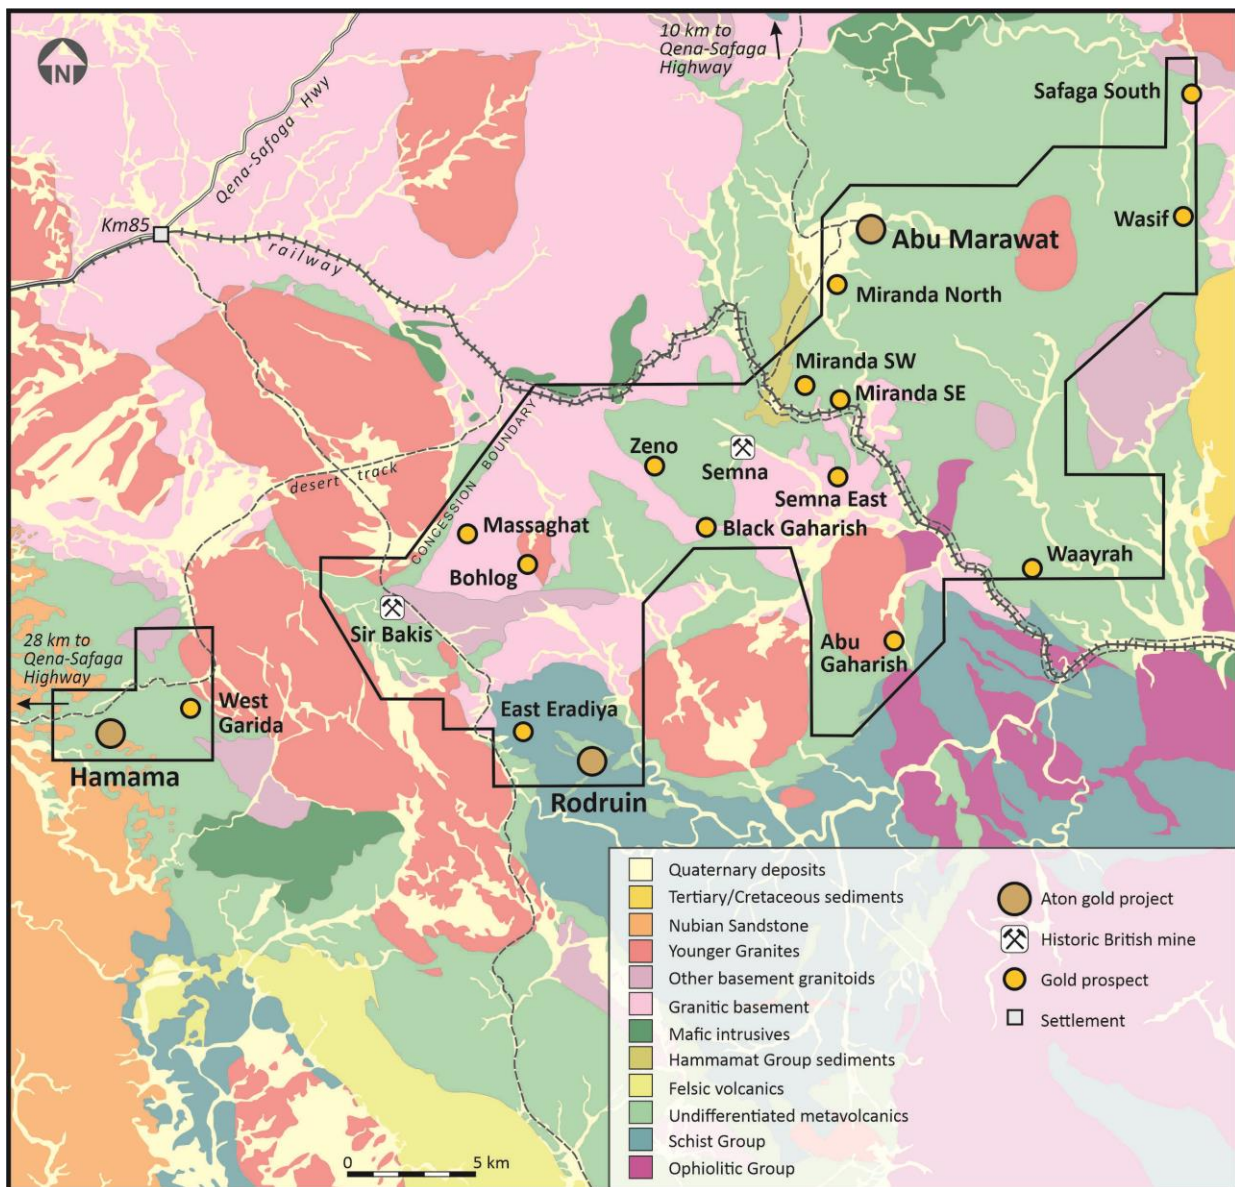 N
10 km to
Qena-Safaga
Highway
Safaga South
Qena-Safoga Hwy
Km85
railway
Wasif
Abu Marawat
Miranda North
Miranda SW
Miranda SE
CONCESSION BOUNDARY
Zeno
Semna
desert track
Semna East
Massaghat
Black Gaharish
Bohlog
Waayrah
Sir Bakis
28 km to
Qena-Safaga
Highway
Abu
Gaharish
West
Garida
East Eradiya
Hamama
Rodruin
Quaternary deposits
Tertiary/Cretaceous sediments
Nubian Sandstone
Younger Granites
Other basement granitoids
Granitic basement
Mafic intrusives
Hammamat Group sediments
Felsic volcanics
Undifferentiated metavolcanics
Schist Group
Ophiolitic Group
Aton gold project
Historic British mine
Gold prospect
Settlement
0 5 km